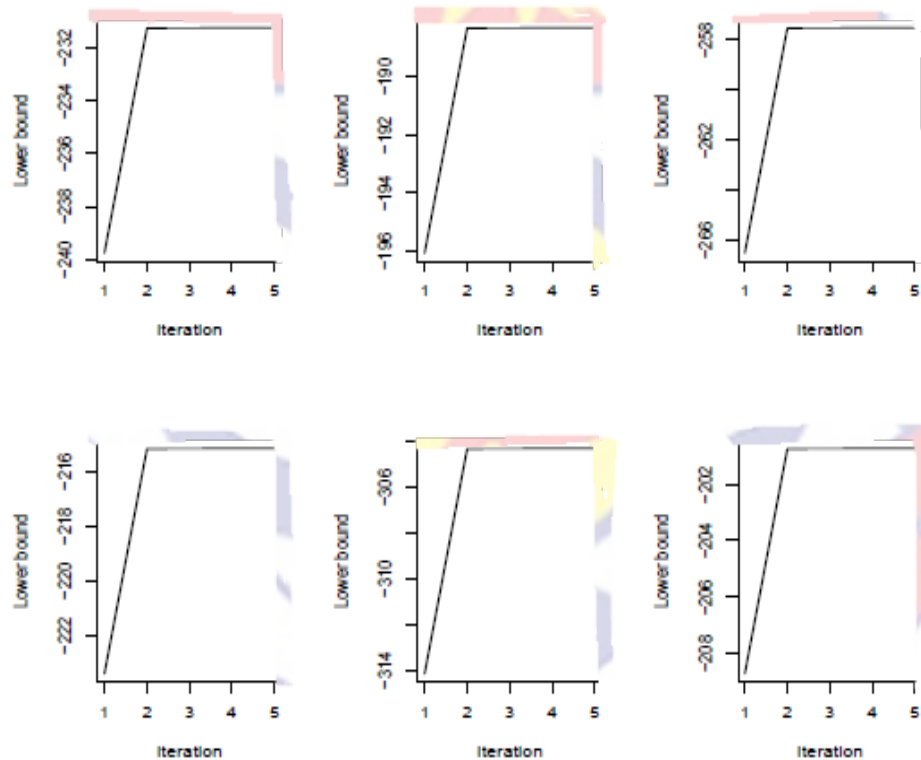 Lower bound
-232
-234
-236
-238
-240
1 2 3 4 5
Iteration
Lower bound
-190
-192
-194
-196
1 2 3 4 5
Iteration
Lower bound
-258
-262
-266
1 2 3 4 5
Iteration
Lower bound
-216
-218
-220
-222
1 2 3 4 5
Iteration
Lower bound
-306
-310
-314
1 2 3 4 5
Iteration
Lower bound
-202
-204
-206
-208
1 2 3 4 5
Iteration